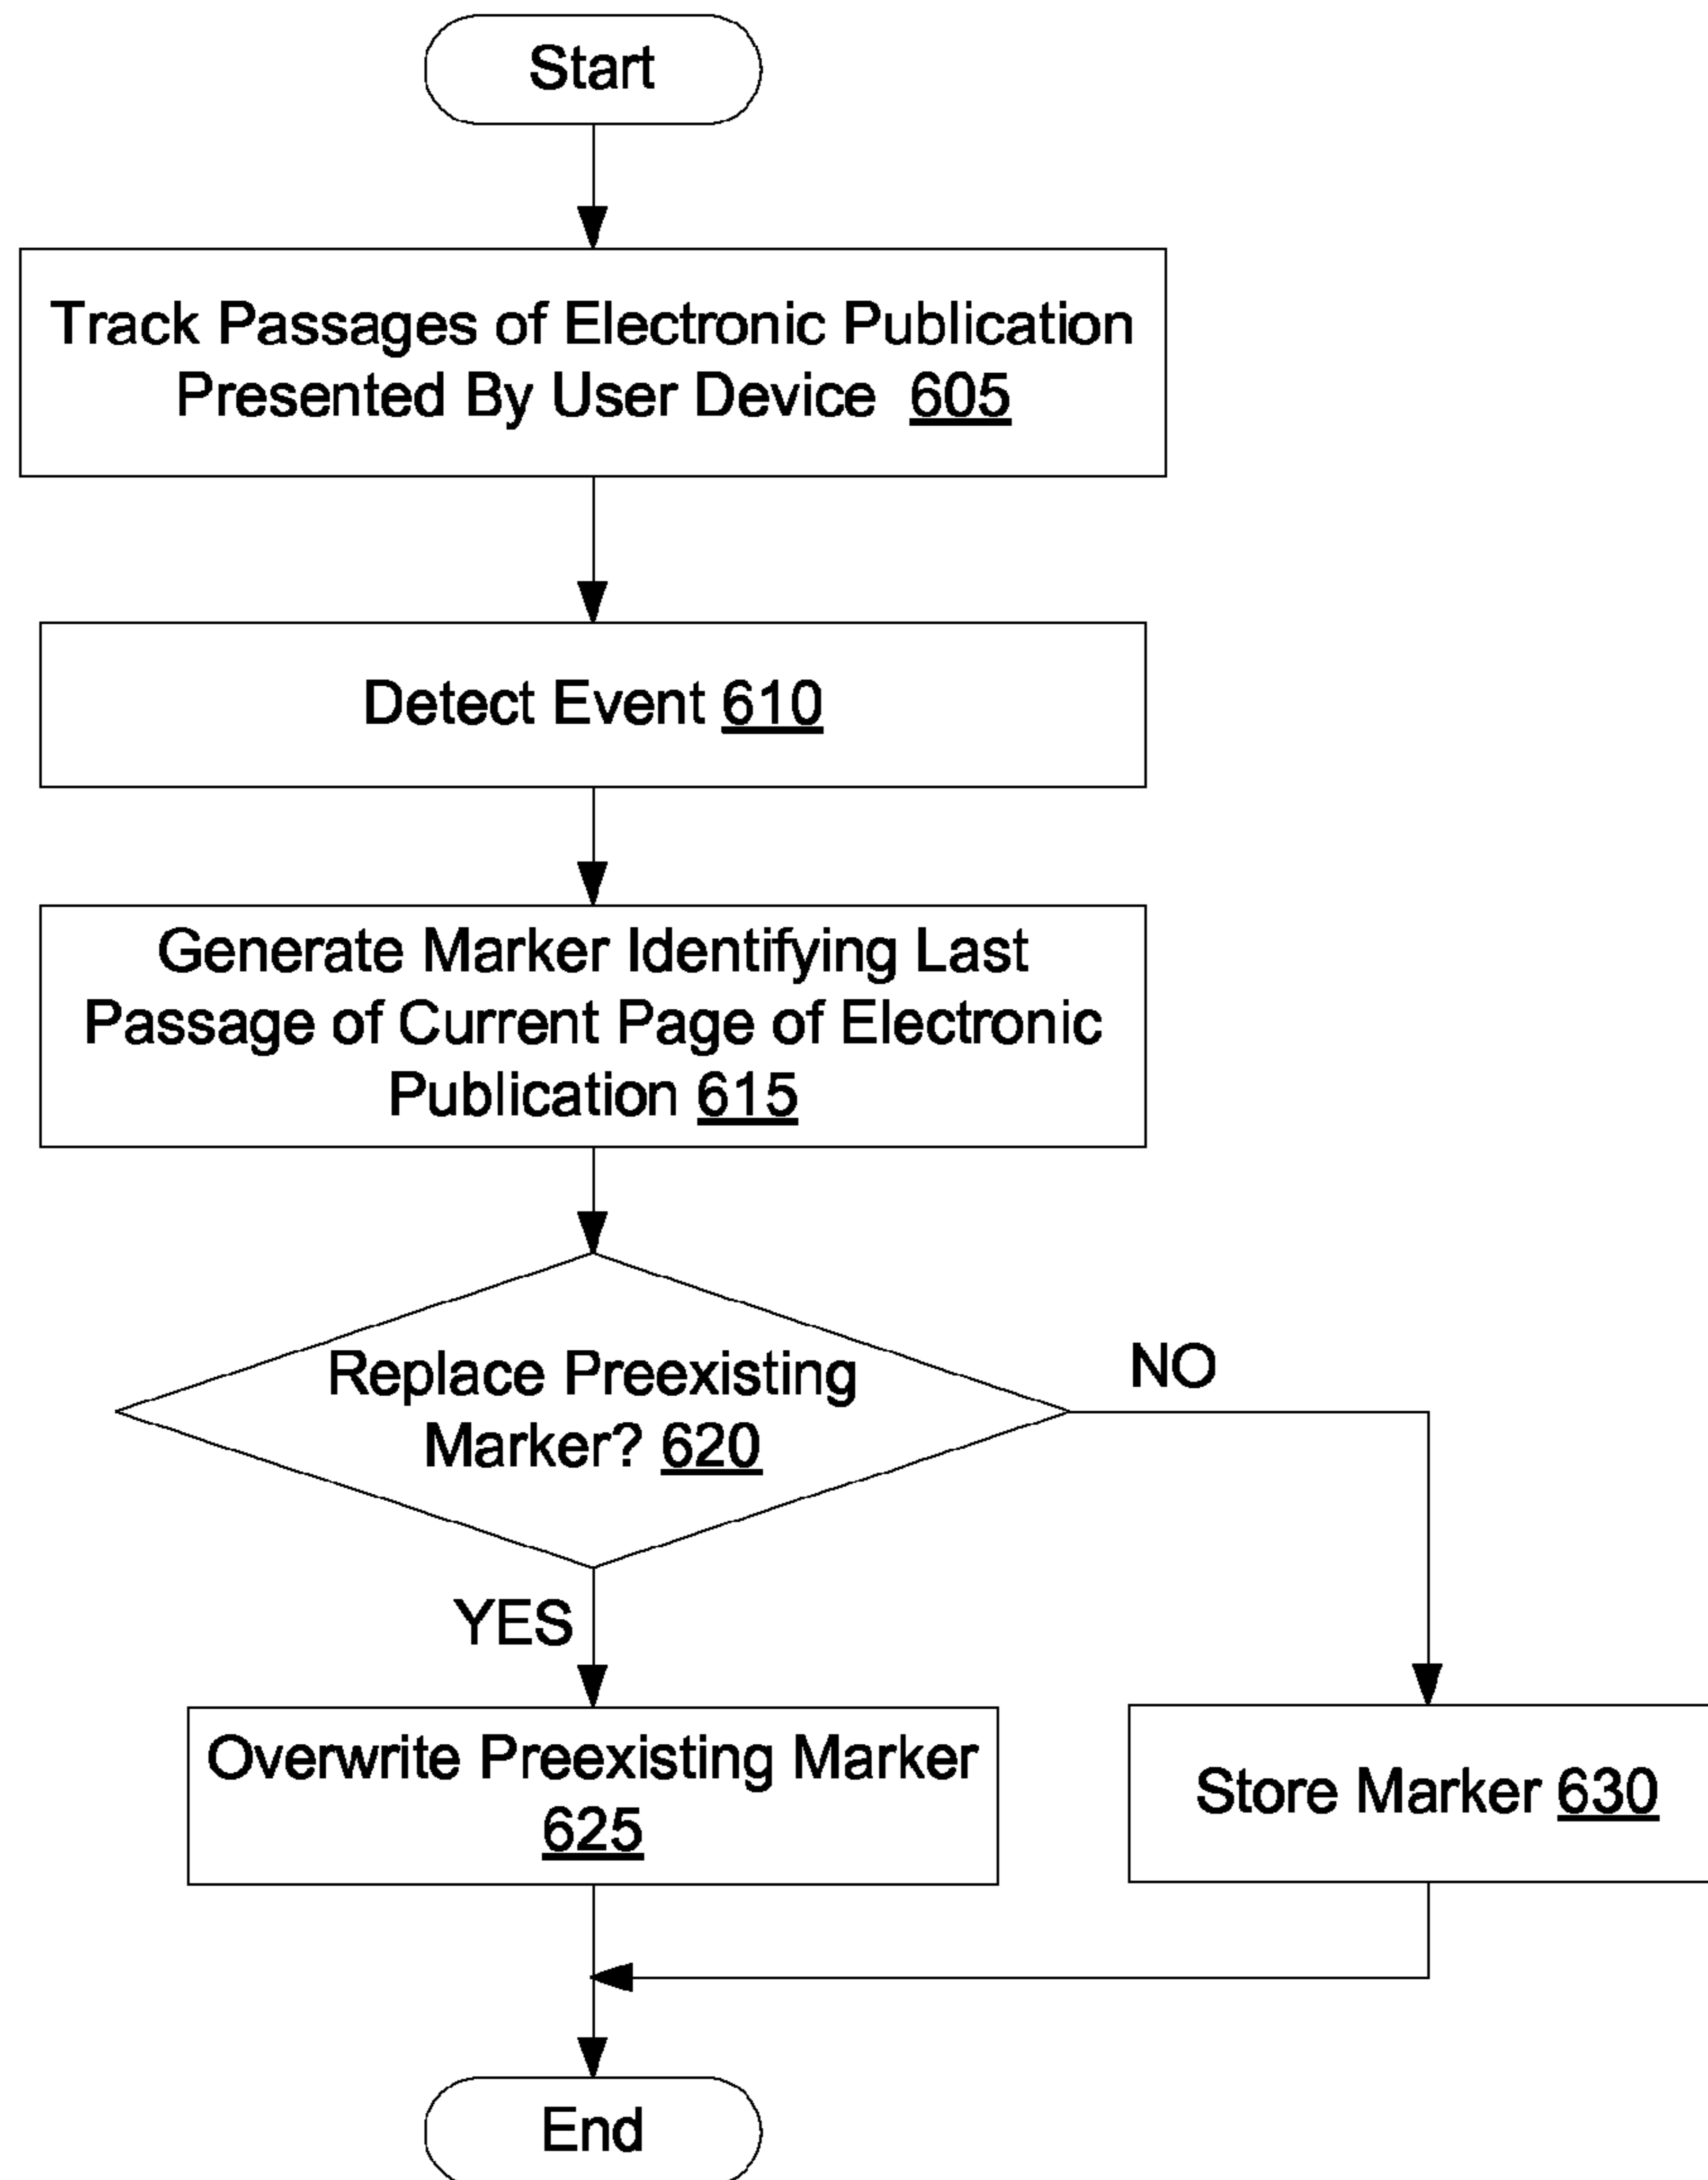 Start
Track Passages of Electronic Publication
Presented By User Device 605
Detect Event 610
Generate Marker Identifying Last
Passage of Current Page of Electronic
Publication 615
Replace Preexisting
Marker? 620
NO
YES
Overwrite Preexisting Marker
625
Store Marker 630
End